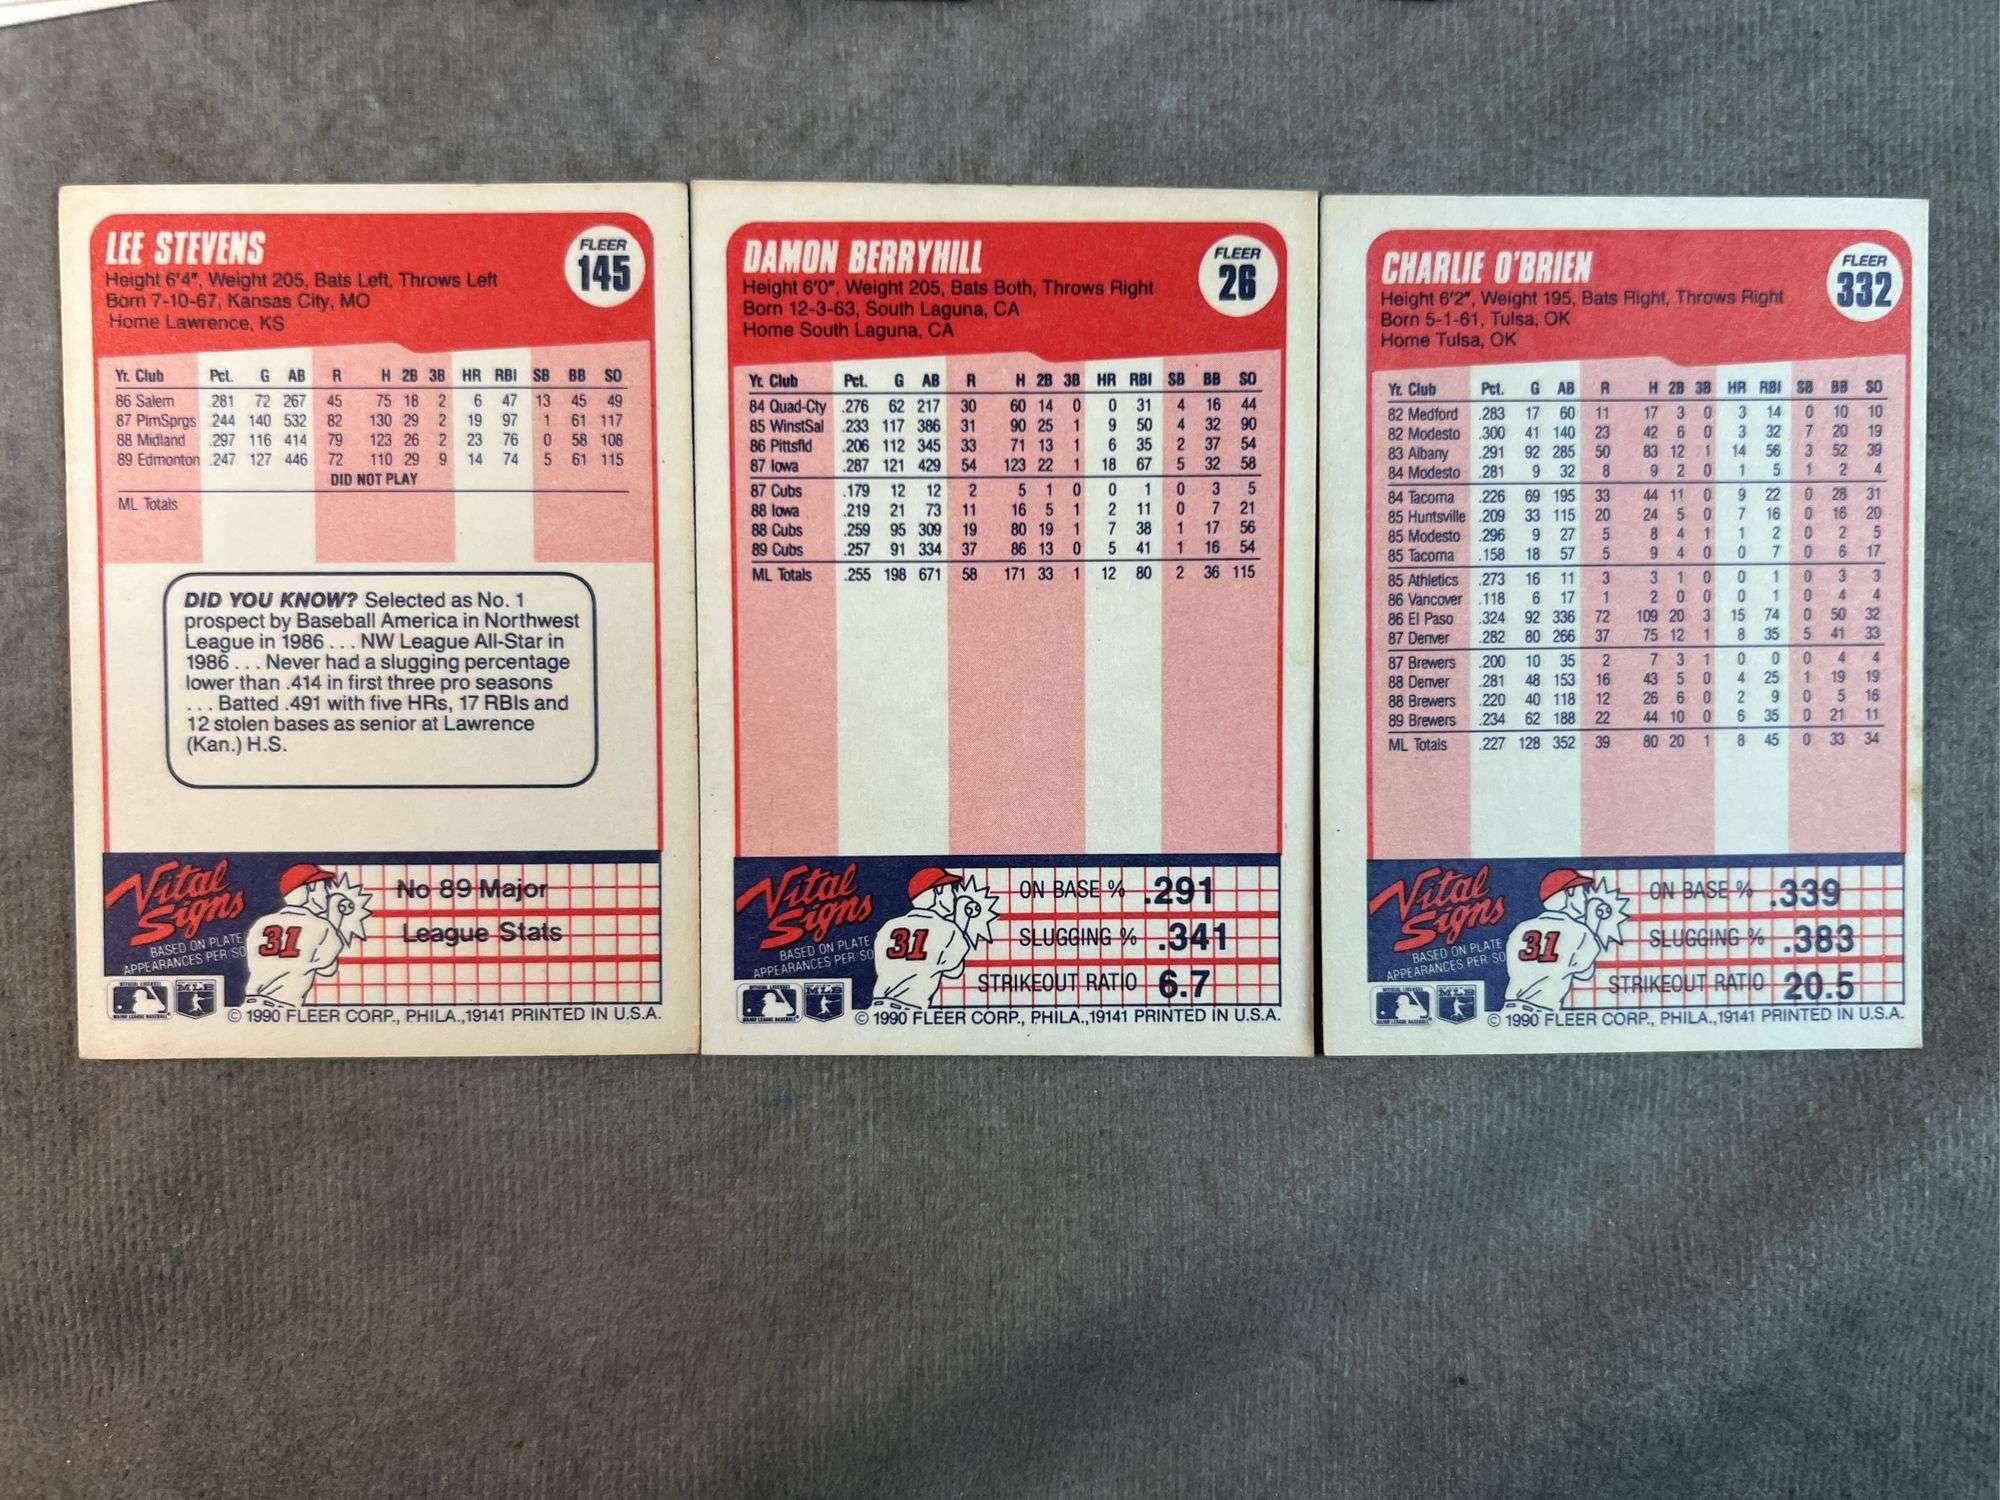 LEE STEVENS
FLEER
145
Height 6'4", Weight 205, Bats Left, Throws Left
Born 7-10-67, Kansas City, MO
Home Lawrence, KS
Yr. Club Pct. G AB R H 2B 3B HR RBI SB BB SO
86 Salem .281 72 267 45 75 18 2 6 47 13 45 49
87 PlmSprgs .244 140 532 82 130 29 2 19 97 1 61 117
88 Midland .297 116 414 79 123 26 2 23 76 0 58 108
89 Edmonton .247 127 446 72 110 29 9 14 74 5 61 115
DID NOT PLAY
ML Totals
DID YOU KNOW? Selected as No. 1
prospect by Baseball America in Northwest
League in 1986 . . . NW League All-Star in
1986 . . . Never had a slugging percentage
lower than .414 in first three pro seasons
. . . Batted .491 with five HRs, 17 RBIs and
12 stolen bases as senior at Lawrence
(Kan.) H.S.
Vital
Signs
BASED ON PLATE
APPEARANCES PER SO
31
No 89 Major
League Stats
MLB
© 1990 FLEER CORP., PHILA.,19141 PRINTED IN U.S.A.
DAMON BERRYHILL
FLEER
26
Height 6'0", Weight 205, Bats Both, Throws Right
Born 12-3-63, South Laguna, CA
Home South Laguna, CA
Yr. Club Pct. G AB R H 2B 3B HR RBI SB BB SO
84 Quad-Cty .276 62 217 30 60 14 0 0 31 4 16 44
85 WinstSal .233 117 386 31 90 25 1 9 50 4 32 90
86 Pittsfld .206 112 345 33 71 13 1 6 35 2 37 54
87 Iowa .287 121 429 54 123 22 1 18 67 5 32 58
87 Cubs .179 12 12 2 5 1 0 0 1 0 3 5
88 Iowa .219 21 73 11 16 5 1 2 11 0 7 21
88 Cubs .259 95 309 19 80 19 1 7 38 1 17 56
89 Cubs .257 91 334 37 86 13 0 5 41 1 16 54
ML Totals .255 198 671 58 171 33 1 12 80 2 36 115
Vital
Signs
BASED ON PLATE
APPEARANCES PER SO
31
ON BASE % .291
SLUGGING % .341
STRIKEOUT RATIO 6.7
MLB
© 1990 FLEER CORP., PHILA.,19141 PRINTED IN U.S.A.
CHARLIE O'BRIEN
FLEER
332
Height 6'2", Weight 195, Bats Right, Throws Right
Born 5-1-61, Tulsa, OK
Home Tulsa, OK
Yr. Club Pct. G AB R H 2B 3B HR RBI SB BB SO
82 Medford .283 17 60 11 17 3 0 3 14 0 10 10
82 Modesto .300 41 140 23 42 6 0 3 32 7 20 19
83 Albany .291 92 285 50 83 12 1 14 56 3 52 39
84 Modesto .281 9 32 8 9 2 0 1 5 1 2 4
84 Tacoma .226 69 195 33 44 11 0 9 22 0 28 31
85 Huntsville .209 33 115 20 24 5 0 7 16 0 16 20
85 Modesto .296 9 27 5 8 4 1 1 2 0 2 5
85 Tacoma .158 18 57 5 9 4 0 0 7 0 6 17
85 Athletics .273 16 11 3 3 1 0 0 1 0 3 3
86 Vancover .118 6 17 1 2 0 0 0 1 0 4 4
86 El Paso .324 92 336 72 109 20 3 15 74 0 50 32
87 Denver .282 80 266 37 75 12 1 8 35 5 41 33
87 Brewers .200 10 35 2 7 3 1 0 0 0 4 4
88 Denver .281 48 153 16 43 5 0 4 25 1 19 19
88 Brewers .220 40 118 12 26 6 0 2 9 0 5 16
89 Brewers .234 62 188 22 44 10 0 6 35 0 21 11
ML Totals .227 128 352 39 80 20 1 8 45 0 33 34
Vital
Signs
BASED ON PLATE
APPEARANCES PER SO
31
ON BASE % .339
SLUGGING % .383
STRIKEOUT RATIO 20.5
MLB
© 1990 FLEER CORP., PHILA.,19141 PRINTED IN U.S.A.